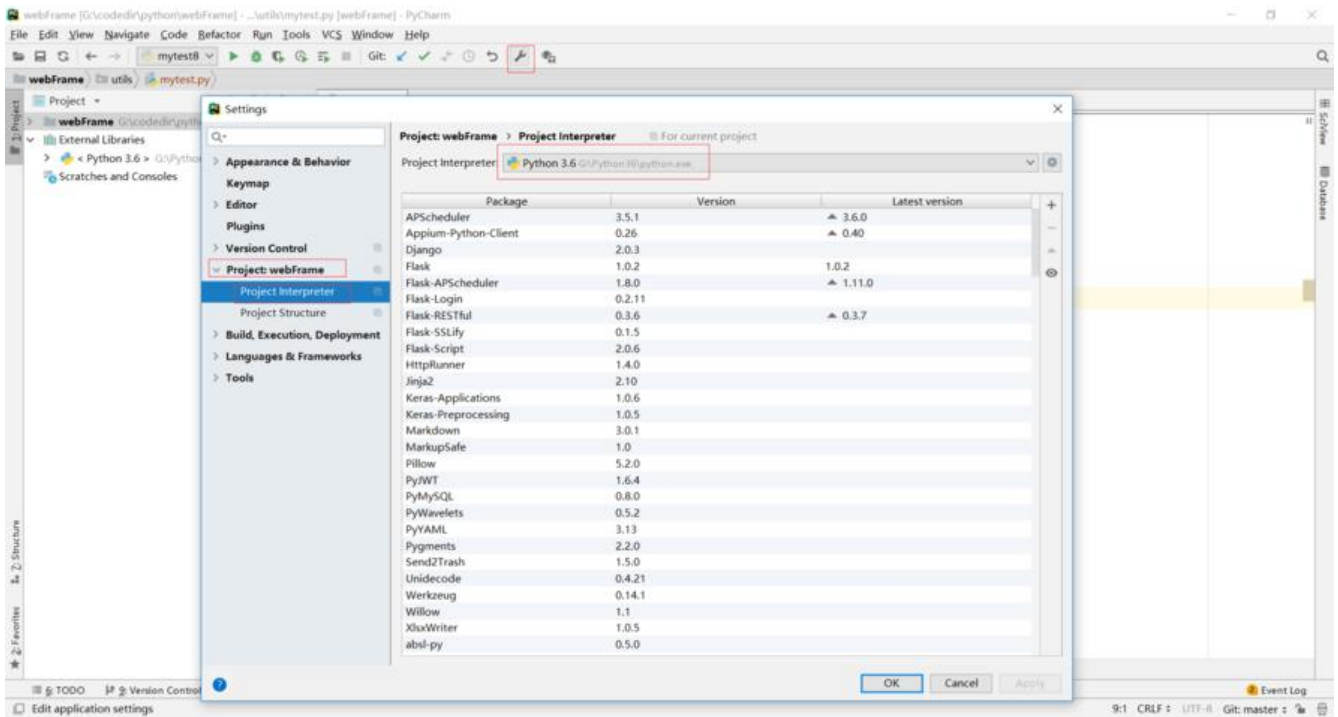 webFrame [G:\codedir\python\webFrame] - ...\utils\mytest.py [webFrame] - PyCharm
File Edit View Navigate Code Refactor Run Tools VCS Window Help
mytest8 Git:
webFrame utils mytest.py
1: Project
Project
webFrame G:\codedir\pyth
External Libraries
< Python 3.6 > G:\Pytho
Scratches and Consoles
Settings
Appearance & Behavior
Keymap
Editor
Plugins
Version Control
Project: webFrame
Project Interpreter
Project Structure
Build, Execution, Deployment
Languages & Frameworks
Tools
Project: webFrame > Project Interpreter For current project
Project Interpreter: Python 3.6 G:\Python36\python.exe
Package Version Latest version
APScheduler 3.5.1 3.6.0
Appium-Python-Client 0.26 0.40
Django 2.0.3
Flask 1.0.2 1.0.2
Flask-APScheduler 1.8.0 1.11.0
Flask-Login 0.2.11
Flask-RESTful 0.3.6 0.3.7
Flask-SSLify 0.1.5
Flask-Script 2.0.6
HttpRunner 1.4.0
Jinja2 2.10
Keras-Applications 1.0.6
Keras-Preprocessing 1.0.5
Markdown 3.0.1
MarkupSafe 1.0
Pillow 5.2.0
PyJWT 1.6.4
PyMySQL 0.8.0
PyWavelets 0.5.2
PyYAML 3.13
Pygments 2.2.0
Send2Trash 1.5.0
Unidecode 0.4.21
Werkzeug 0.14.1
Willow 1.1
XlsxWriter 1.0.5
absl-py 0.5.0
OK Cancel Apply
SciView
Database
7: Structure
2: Favorites
6: TODO 9: Version Control
Event Log
Edit application settings
9:1 CRLF UTF-8 Git: master